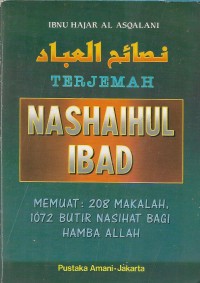 IBNU HAJAR AL ASQALANI
نصائح العباد
TERJEMAH
NASHAIHUL
IBAD
MEMUAT: 208 MAKALAH,
1072 BUTIR NASIHAT BAGI
HAMBA ALLAH
Pustaka Amani-Jakarta